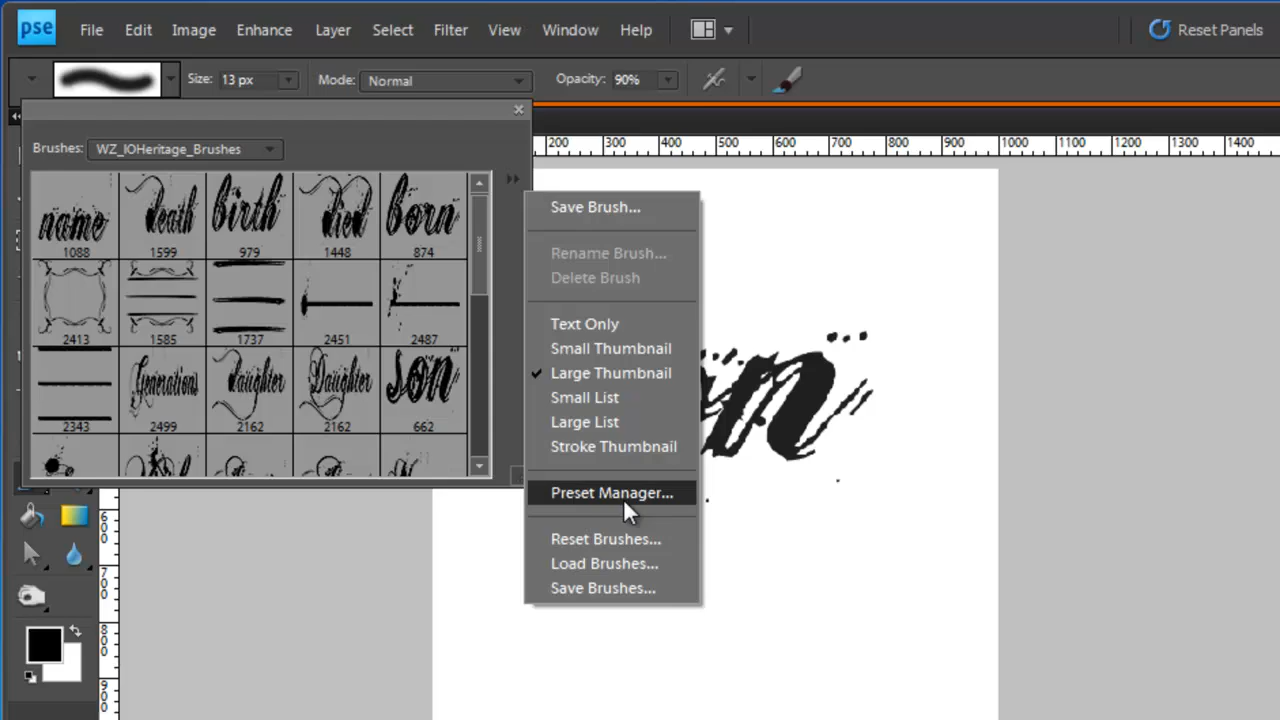 pse File Edit Image Enhance Layer Select Filter View Window Help Reset Panels
Size: 13 px Mode: Normal Opacity: 90%
Brushes: WZ_IOHeritage_Brushes
200 300 400 500 600 700 800 900 1000 1100 1200 1300 1400
name death birth died born
1088 1599 979 1448 874
2413 1585 1737 2451 2487
Generations Daughter Daughter son
2343 2499 2162 2162 662
Save Brush...
Rename Brush...
Delete Brush
Text Only
Small Thumbnail
Large Thumbnail
Small List
Large List
Stroke Thumbnail
Preset Manager...
Reset Brushes...
Load Brushes...
Save Brushes...
600
700
800
900